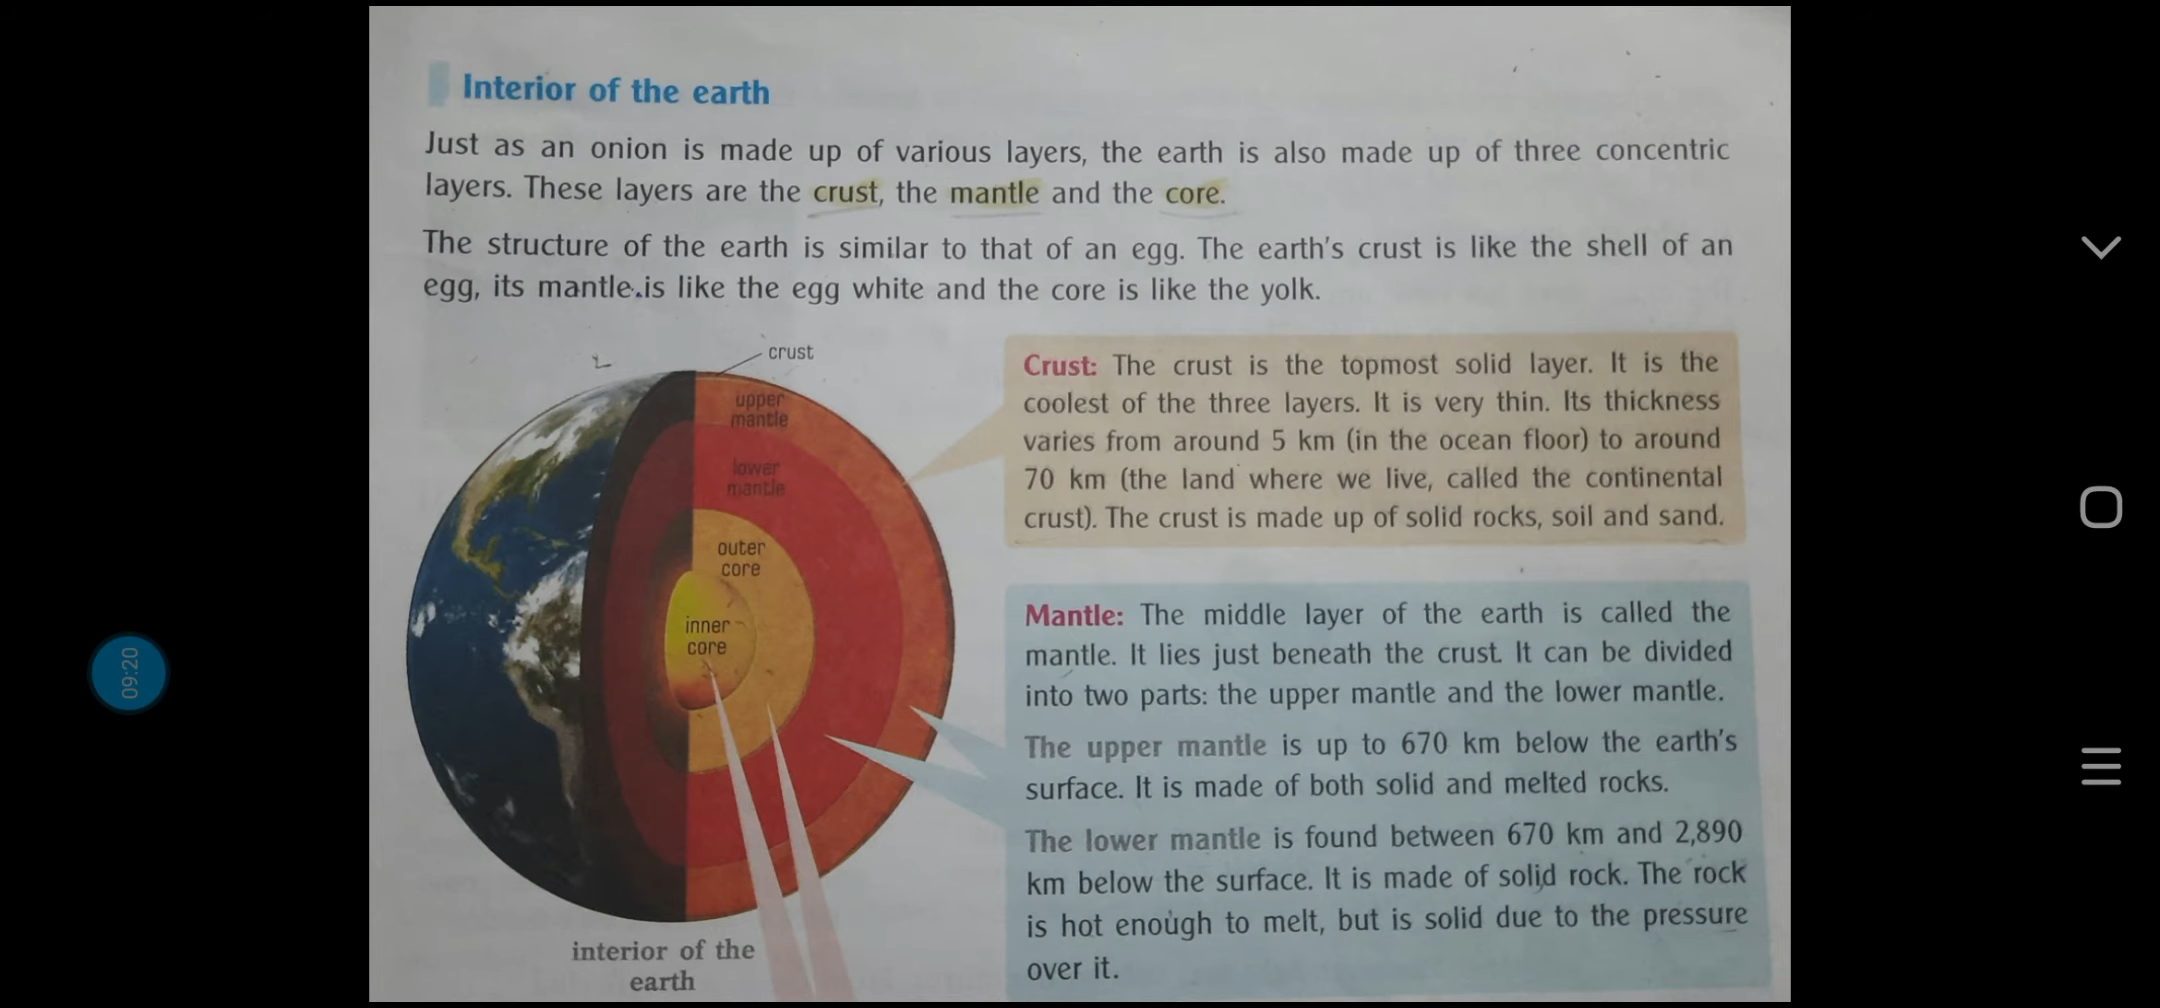 Interior of the earth
Just as an onion is made up of various layers, the earth is also made up of three concentric
layers. These layers are the crust, the mantle and the core.
The structure of the earth is similar to that of an egg. The earth's crust is like the shell of an
egg, its mantle is like the egg white and the core is like the yolk.
crust
upper
mantle
lower
mantle
outer
core
inner
core
interior of the
earth
Crust: The crust is the topmost solid layer. It is the
coolest of the three layers. It is very thin. Its thickness
varies from around 5 km (in the ocean floor) to around
70 km (the land where we live, called the continental
crust). The crust is made up of solid rocks, soil and sand.
Mantle: The middle layer of the earth is called the
mantle. It lies just beneath the crust. It can be divided
into two parts: the upper mantle and the lower mantle.
The upper mantle is up to 670 km below the earth's
surface. It is made of both solid and melted rocks.
The lower mantle is found between 670 km and 2,890
km below the surface. It is made of solid rock. The rock
is hot enough to melt, but is solid due to the pressure
over it.
09:20